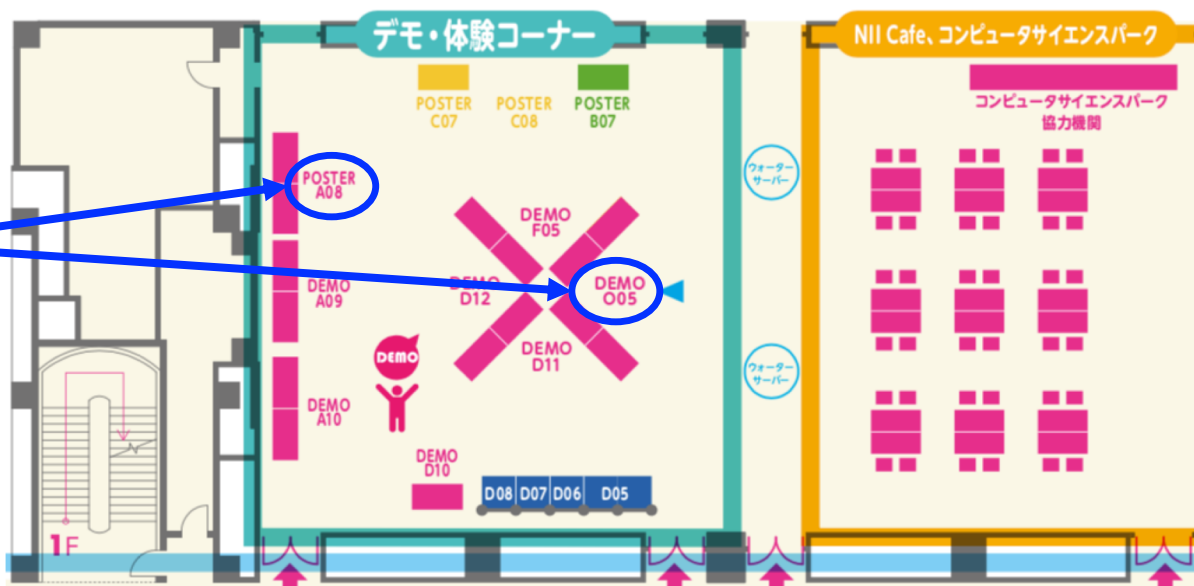 デモ・体験コーナー
NII Cafe、コンピュータサイエンスパーク
POSTER
C07
POSTER
C08
POSTER
B07
コンピュータサイエンスパーク
協力機関
POSTER
A08
ウォーター
サーバー
DEMO
F05
DEMO
A09
DEMO
D12
DEMO
O05
DEMO
DEMO
D11
ウォーター
サーバー
DEMO
A10
DEMO
D10
D08 D07 D06 D05
1F